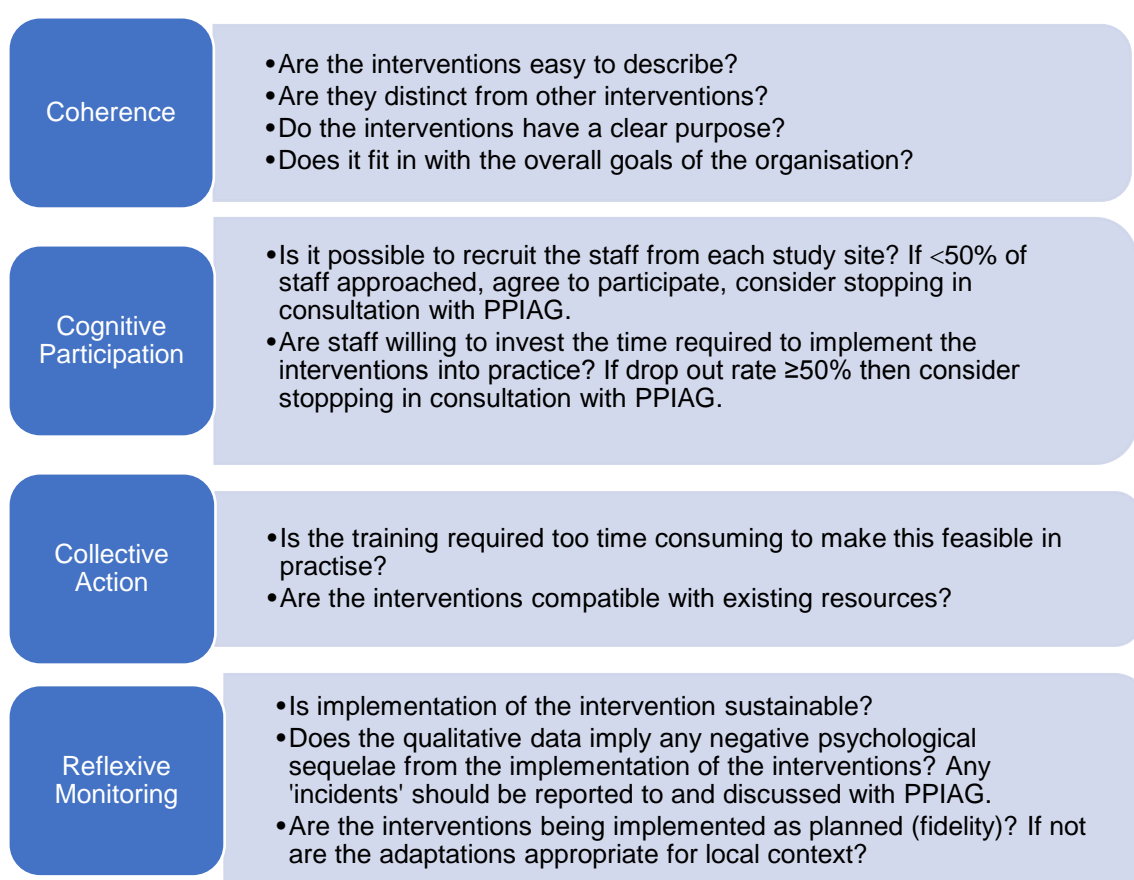 Coherence
•Are the interventions easy to describe?
•Are they distinct from other interventions?
•Do the interventions have a clear purpose?
•Does it fit in with the overall goals of the organisation?
Cognitive
Participation
•Is it possible to recruit the staff from each study site? If <50% of
staff approached, agree to participate, consider stopping in
consultation with PPIAG.
•Are staff willing to invest the time required to implement the
interventions into practice? If drop out rate ≥50% then consider
stoppping in consultation with PPIAG.
Collective
Action
•Is the training required too time consuming to make this feasible in
practise?
•Are the interventions compatible with existing resources?
Reflexive
Monitoring
•Is implementation of the intervention sustainable?
•Does the qualitative data imply any negative psychological
sequelae from the implementation of the interventions? Any
'incidents' should be reported to and discussed with PPIAG.
•Are the interventions being implemented as planned (fidelity)? If not
are the adaptations appropriate for local context?